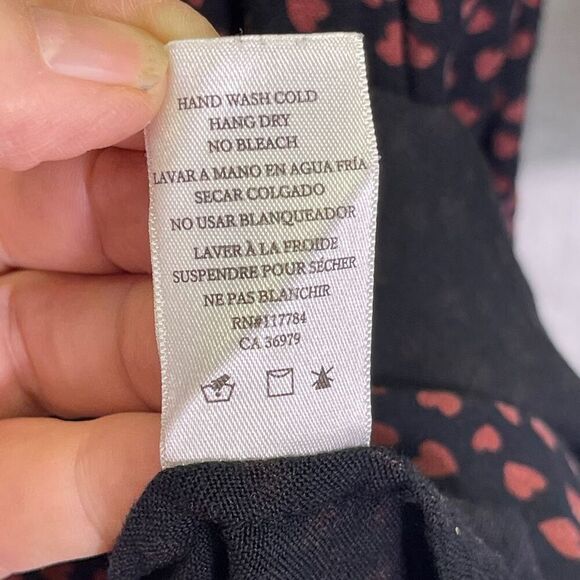 HAND WASH COLD
HANG DRY
NO BLEACH
LAVAR A MANO EN AGUA FRÍA
SECAR COLGADO
NO USAR BLANQUEADOR
LAVER À LA FROIDE
SUSPENDRE POUR SÉCHER
NE PAS BLANCHIR
RN#117784
CA 36979